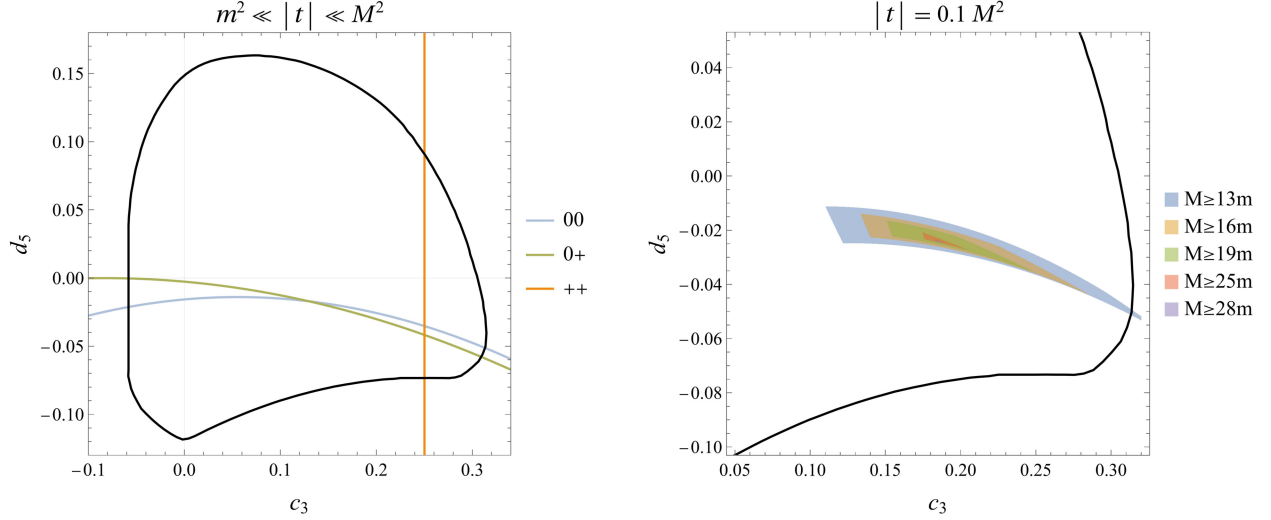 m² ≪ |t| ≪ M²
d₅
0.15
0.10
0.05
0.00
−0.05
−0.10
−0.1
0.0
0.1
0.2
0.3
c₃
00
0+
++
|t| = 0.1 M²
d₅
0.04
0.02
0.00
−0.02
−0.04
−0.06
−0.08
−0.10
0.05
0.10
0.15
0.20
0.25
0.30
c₃
M≥13m
M≥16m
M≥19m
M≥25m
M≥28m